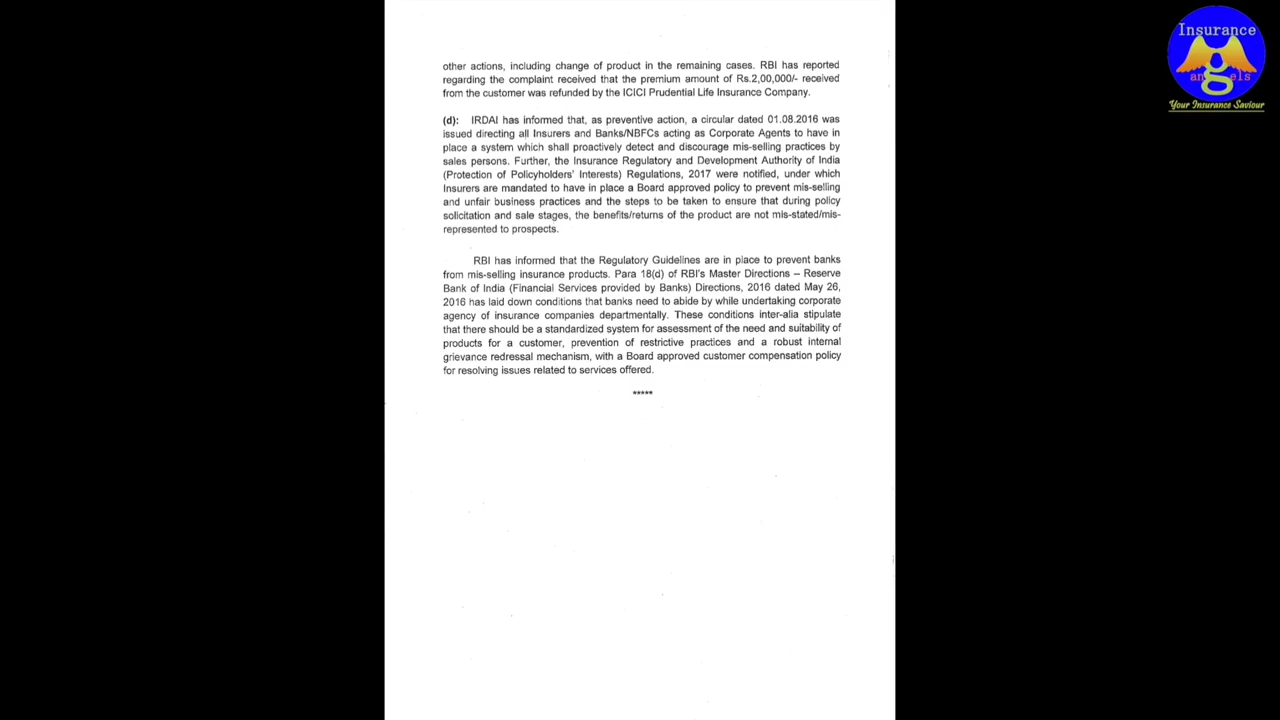 other actions, including change of product in the remaining cases. RBI has reported
regarding the complaint received that the premium amount of Rs.2,00,000/- received
from the customer was refunded by the ICICI Prudential Life Insurance Company.
(d): IRDAI has informed that, as preventive action, a circular dated 01.08.2016 was
issued directing all Insurers and Banks/NBFCs acting as Corporate Agents to have in
place a system which shall proactively detect and discourage mis-selling practices by
sales persons. Further, the Insurance Regulatory and Development Authority of India
(Protection of Policyholders' Interests) Regulations, 2017 were notified, under which
Insurers are mandated to have in place a Board approved policy to prevent mis-selling
and unfair business practices and the steps to be taken to ensure that during policy
solicitation and sale stages, the benefits/returns of the product are not mis-stated/mis-
represented to prospects.
RBI has informed that the Regulatory Guidelines are in place to prevent banks
from mis-selling insurance products. Para 18(d) of RBI's Master Directions – Reserve
Bank of India (Financial Services provided by Banks) Directions, 2016 dated May 26,
2016 has laid down conditions that banks need to abide by while undertaking corporate
agency of insurance companies departmentally. These conditions inter-alia stipulate
that there should be a standardized system for assessment of the need and suitability of
products for a customer, prevention of restrictive practices and a robust internal
grievance redressal mechanism, with a Board approved customer compensation policy
for resolving issues related to services offered.
*****
Insurance
angels
Your Insurance Saviour